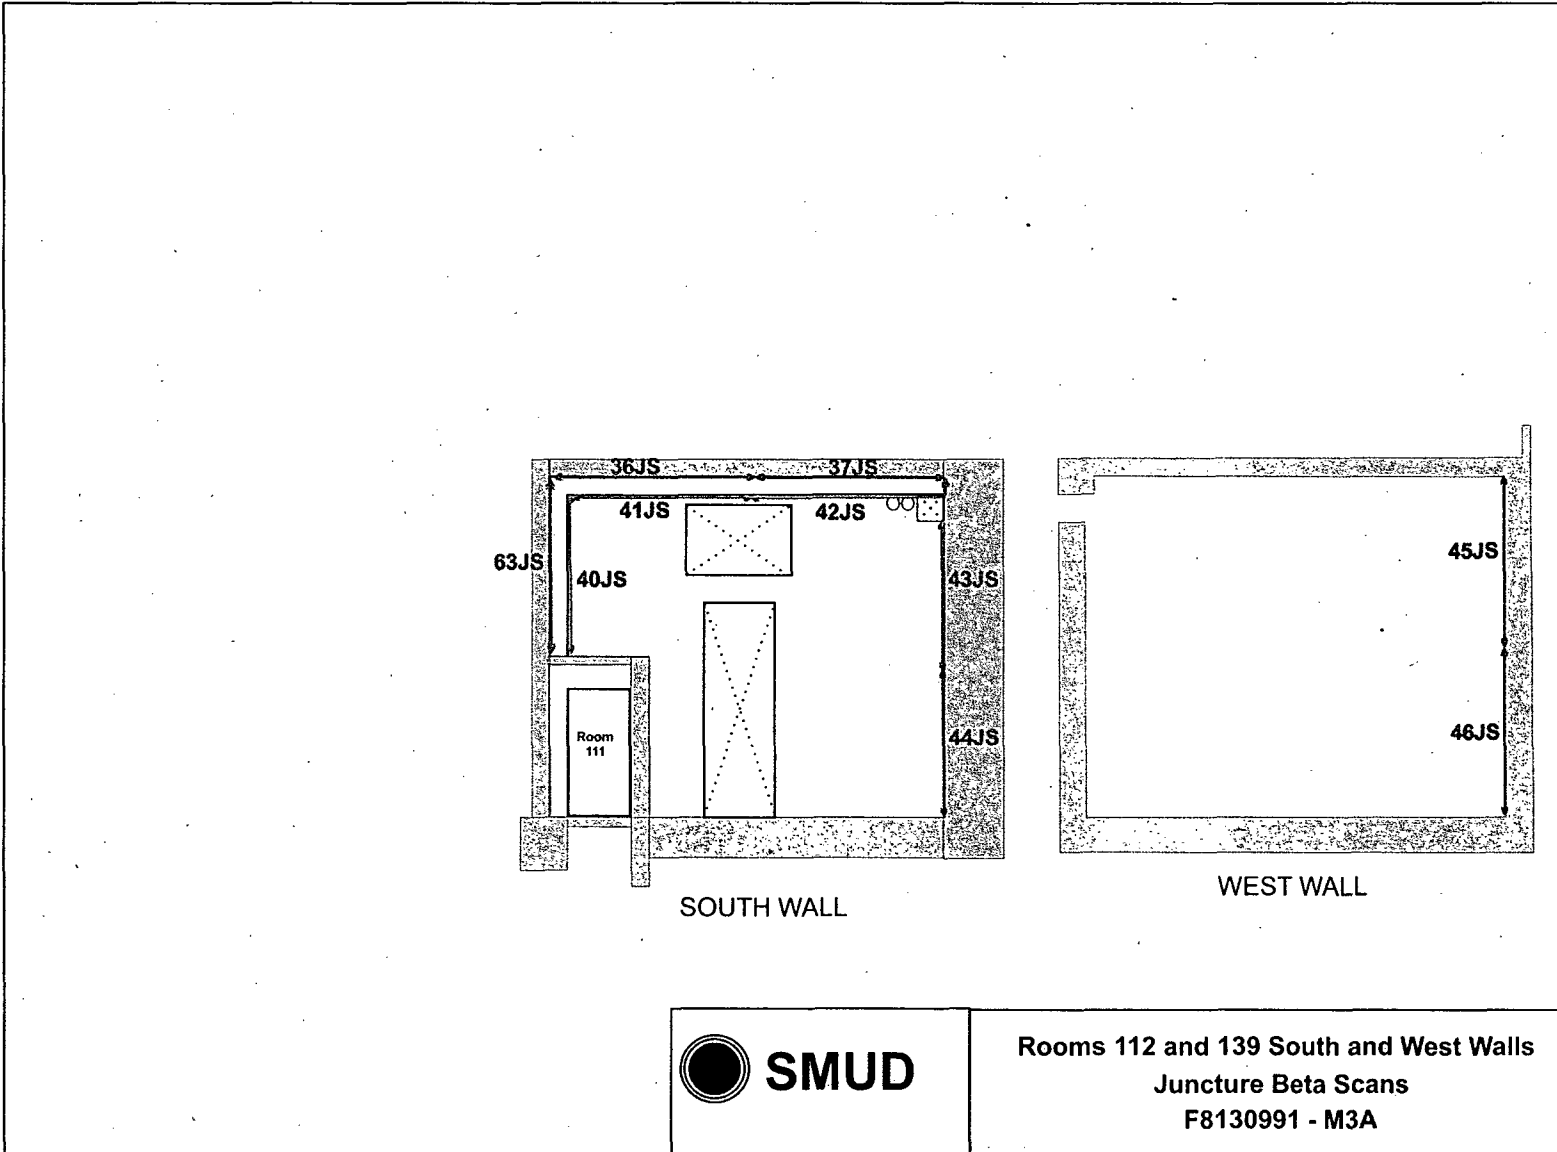 36JS
37JS
41JS
42JS
63JS
40JS
43JS
45JS
Room
111
44JS
46JS
SOUTH WALL
WEST WALL
SMUD
Rooms 112 and 139 South and West Walls
Juncture Beta Scans
F8130991 - M3A